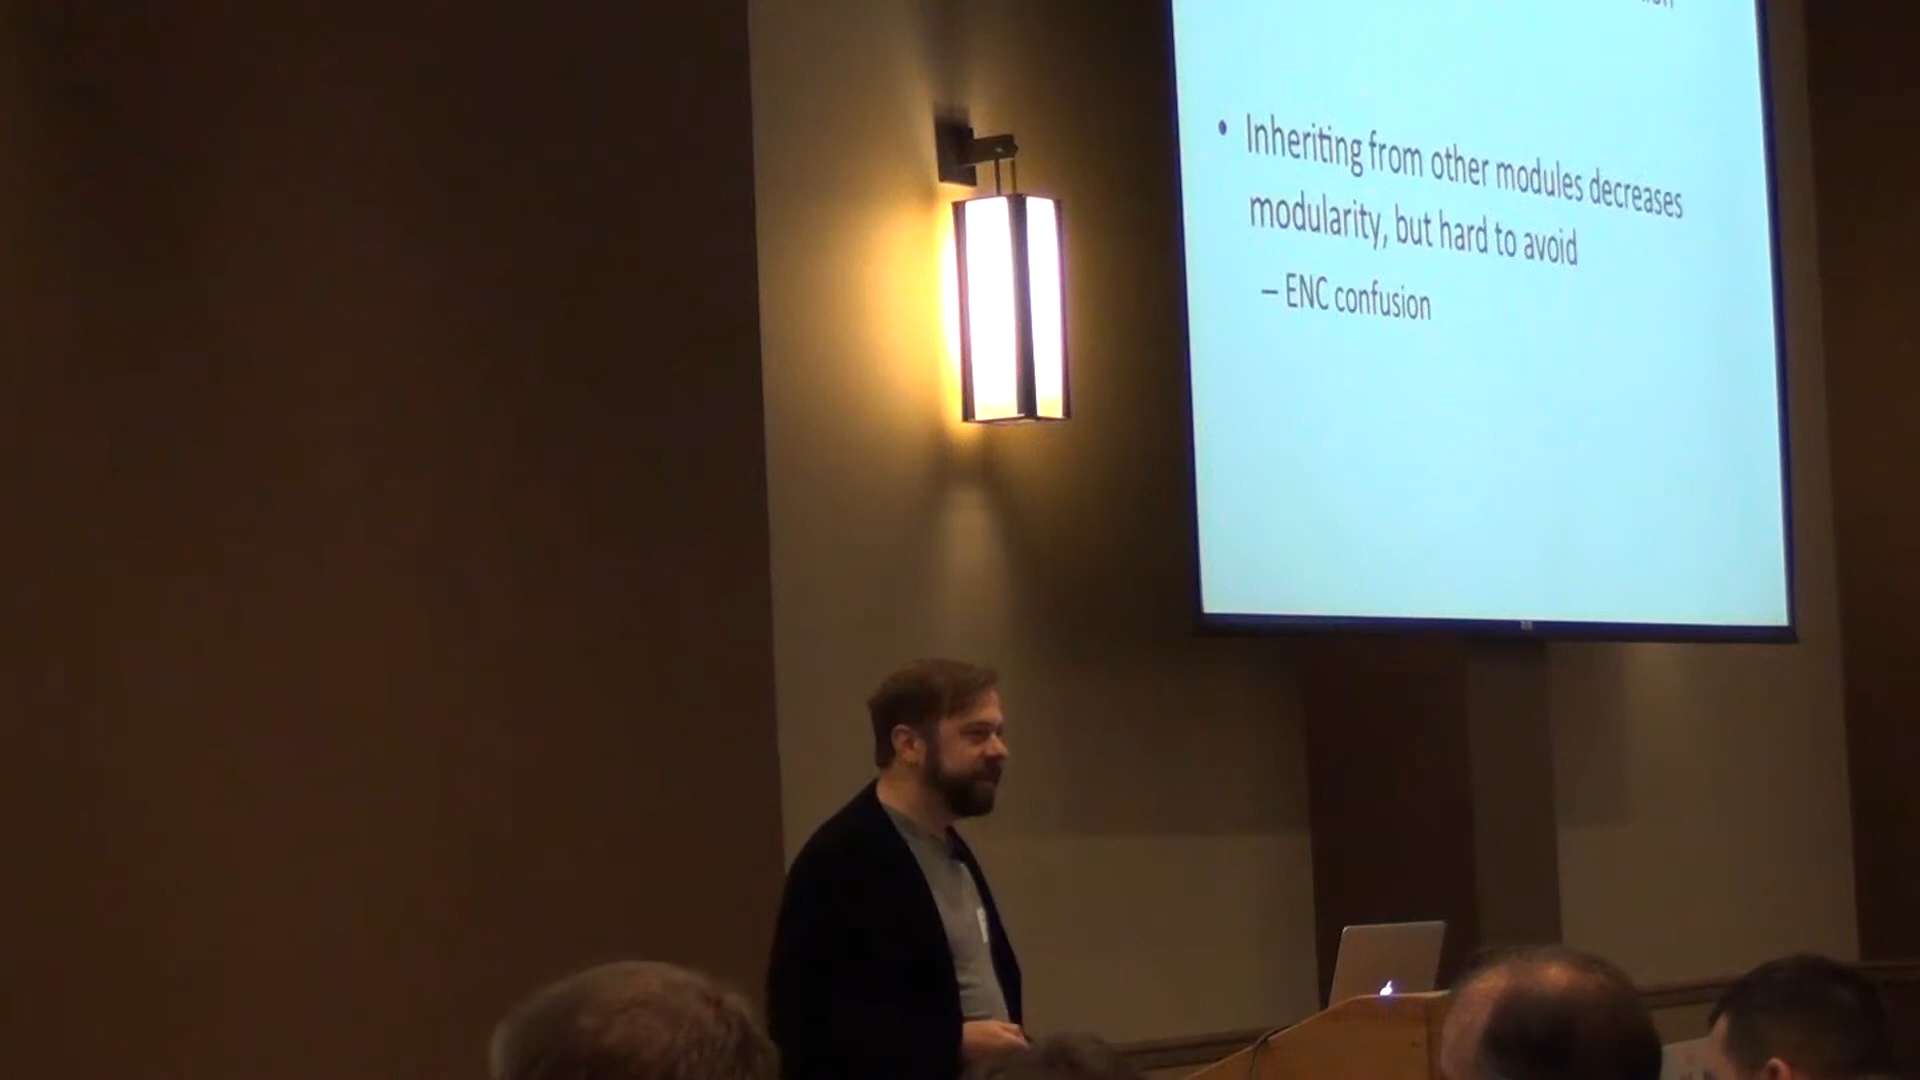 • Inheriting from other modules decreases
modularity, but hard to avoid
– ENC confusion